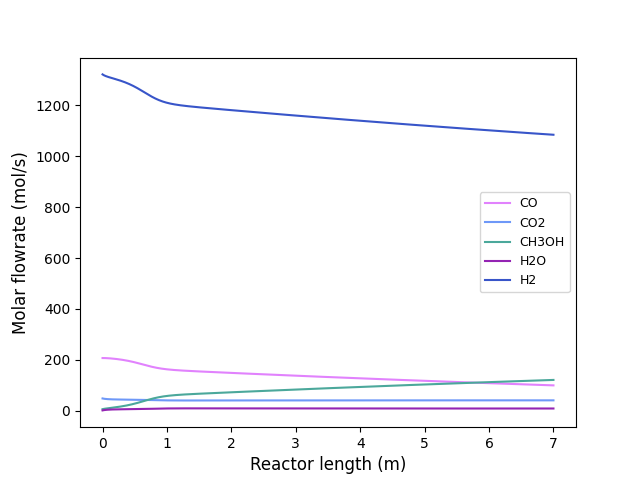 Molar flowrate (mol/s)
1200
1000
800
600
400
200
0
CO
CO2
CH3OH
H2O
H2
0 1 2 3 4 5 6 7
Reactor length (m)